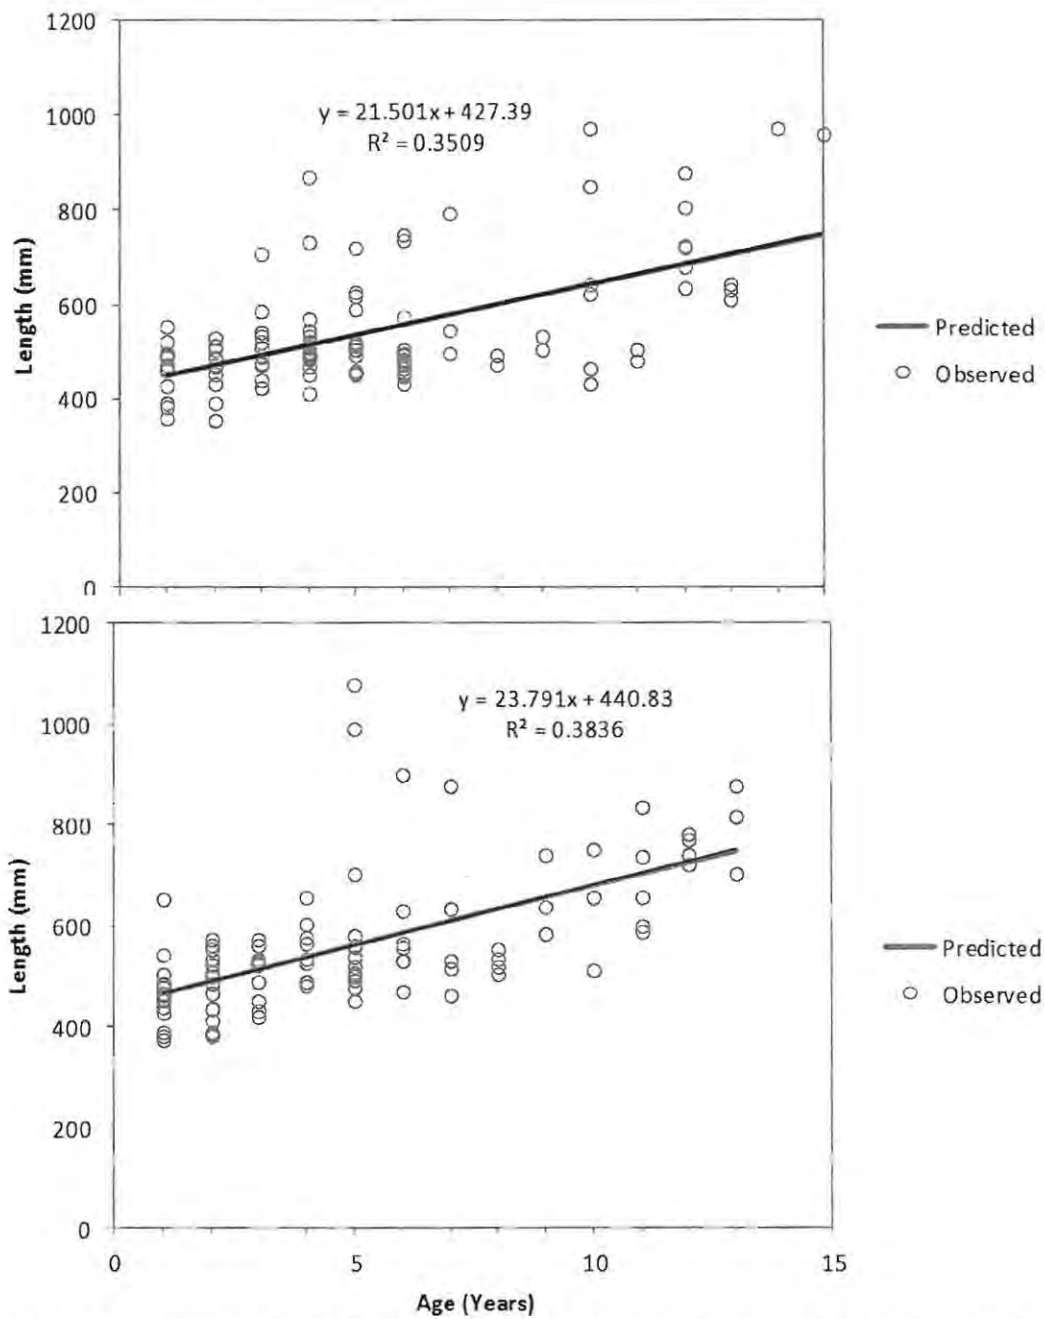 1200
1000
800
600
400
200
0
Length (mm)
y = 21.501x + 427.39
R² = 0.3509
Predicted
Observed
1200
1000
800
600
400
200
0
Length (mm)
y = 23.791x + 440.83
R² = 0.3836
Predicted
Observed
0 5 10 15
Age (Years)